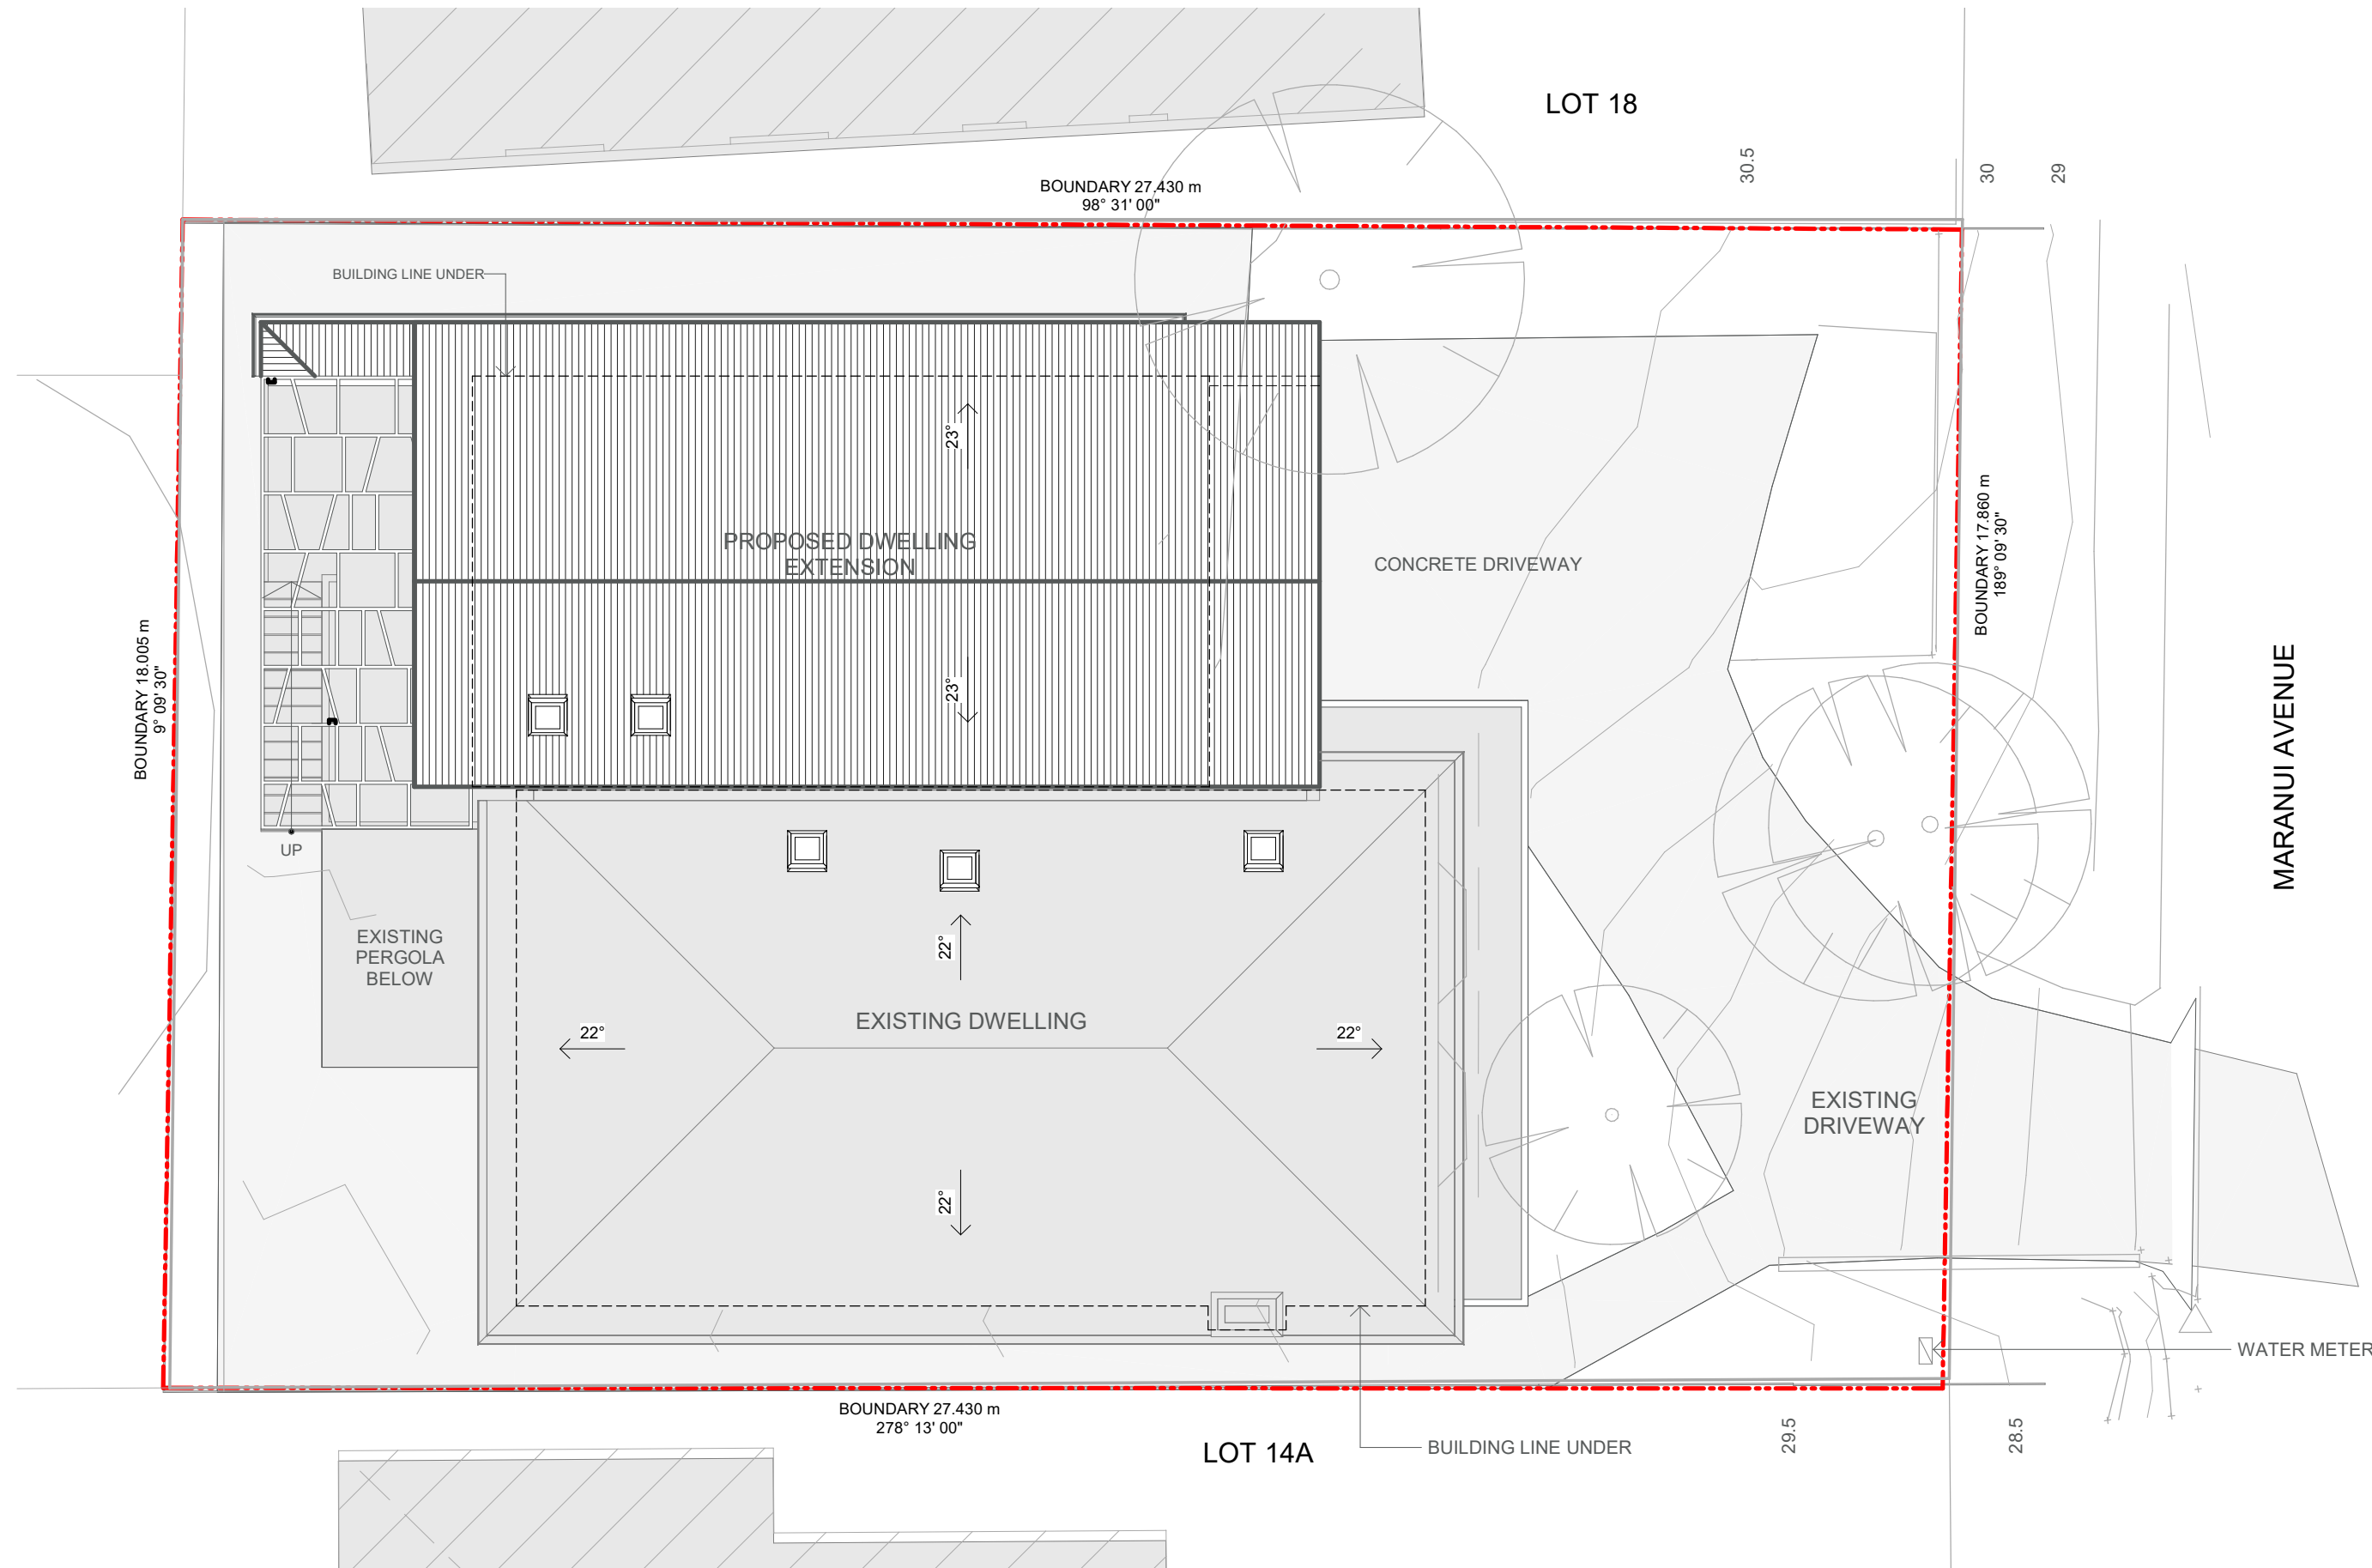 LOT 18
30.5
30
29
BOUNDARY 27.430 m
98° 31' 00"
BUILDING LINE UNDER
23°
PROPOSED DWELLING
EXTENSION
CONCRETE DRIVEWAY
BOUNDARY 17.860 m
189° 09' 30"
BOUNDARY 18.005 m
9° 09' 30"
23°
MARANUI AVENUE
UP
EXISTING
PERGOLA
BELOW
22°
EXISTING DWELLING
22°
22°
EXISTING
DRIVEWAY
22°
WATER METER
BOUNDARY 27.430 m
278° 13' 00"
LOT 14A
BUILDING LINE UNDER
29.5
28.5